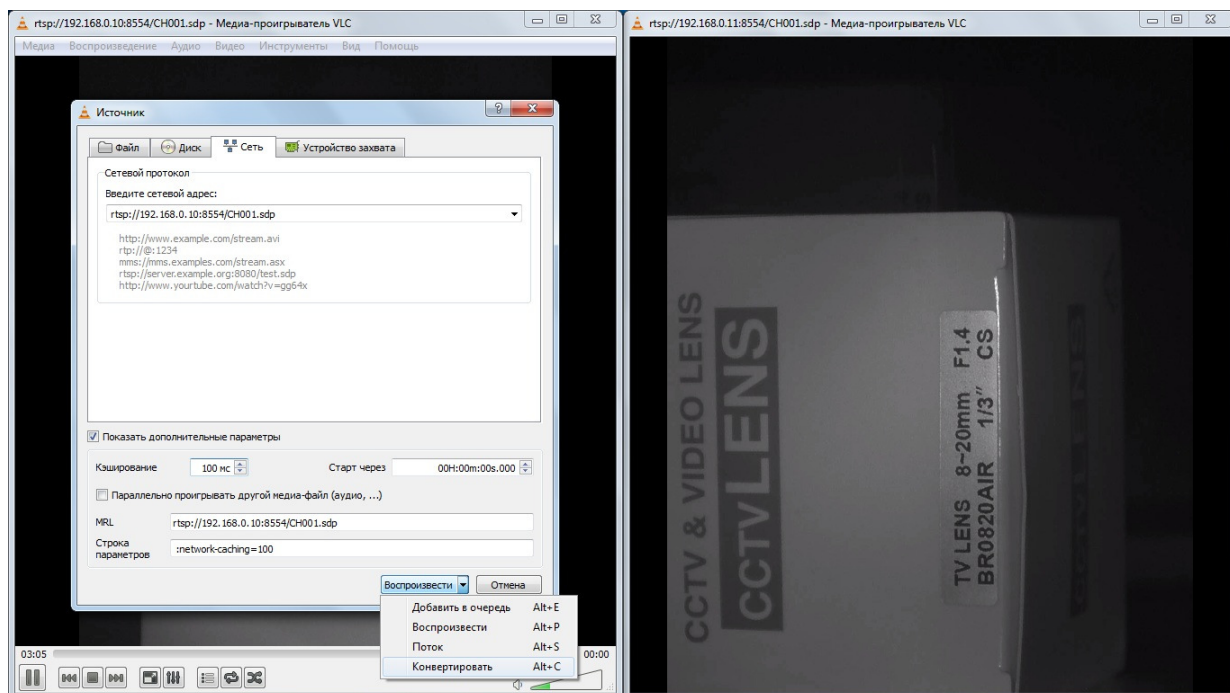 rtsp://192.168.0.10:8554/CH001.sdp - Медиа-проигрыватель VLC
Медиа Воспроизведение Аудио Видео Инструменты Вид Помощь
Источник
Файл Диск Сеть Устройство захвата
Сетевой протокол
Введите сетевой адрес:
rtsp://192.168.0.10:8554/CH001.sdp
http://www.example.com/stream.avi
rtp://@:1234
mms://mms.examples.com/stream.asx
rtsp://server.example.org:8080/test.sdp
http://www.yourtube.com/watch?v=gg64x
Показать дополнительные параметры
Кэширование 100 мс Старт через 00H:00m:00s.000
Параллельно проигрывать другой медиа-файл (аудио, ...)
MRL rtsp://192.168.0.10:8554/CH001.sdp
Строка
параметров :network-caching=100
Воспроизвести Отмена
Добавить в очередь Alt+E
Воспроизвести Alt+P
Поток Alt+S
Конвертировать Alt+C
03:05 00:00
rtsp://192.168.0.11:8554/CH001.sdp - Медиа-проигрыватель VLC
CCTV & VIDEO LENS
CCTV LENS
TV LENS 8~20mm F1.4
BR0820AIR 1/3" CS
CCTV LENS